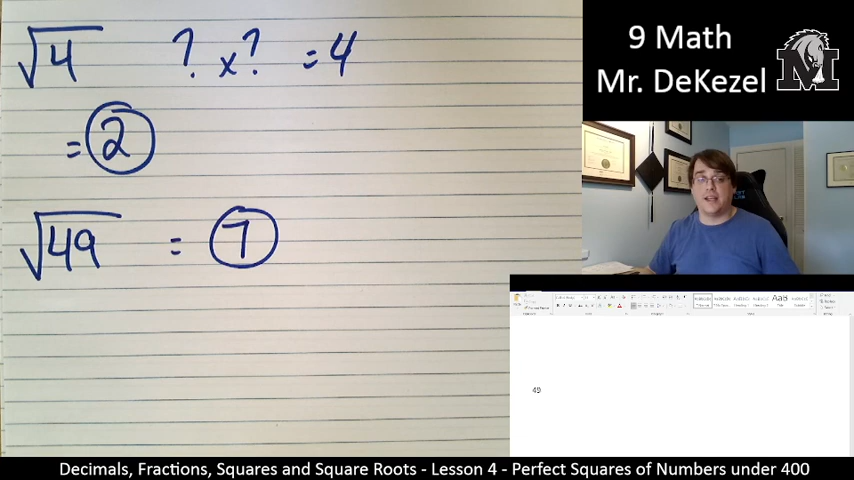 √4 ? x ? = 4
= 2
√49 = 7
9 Math
Mr. DeKezel
M
49
Decimals, Fractions, Squares and Square Roots - Lesson 4 - Perfect Squares of Numbers under 400